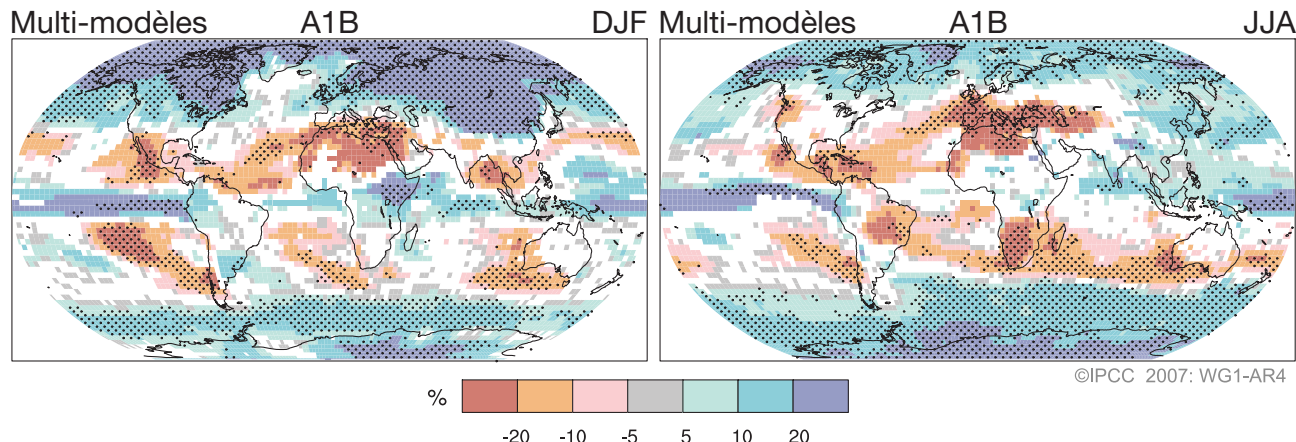 Multi-modèles A1B DJF
Multi-modèles A1B JJA
©IPCC 2007: WG1-AR4
%
-20 -10 -5 5 10 20